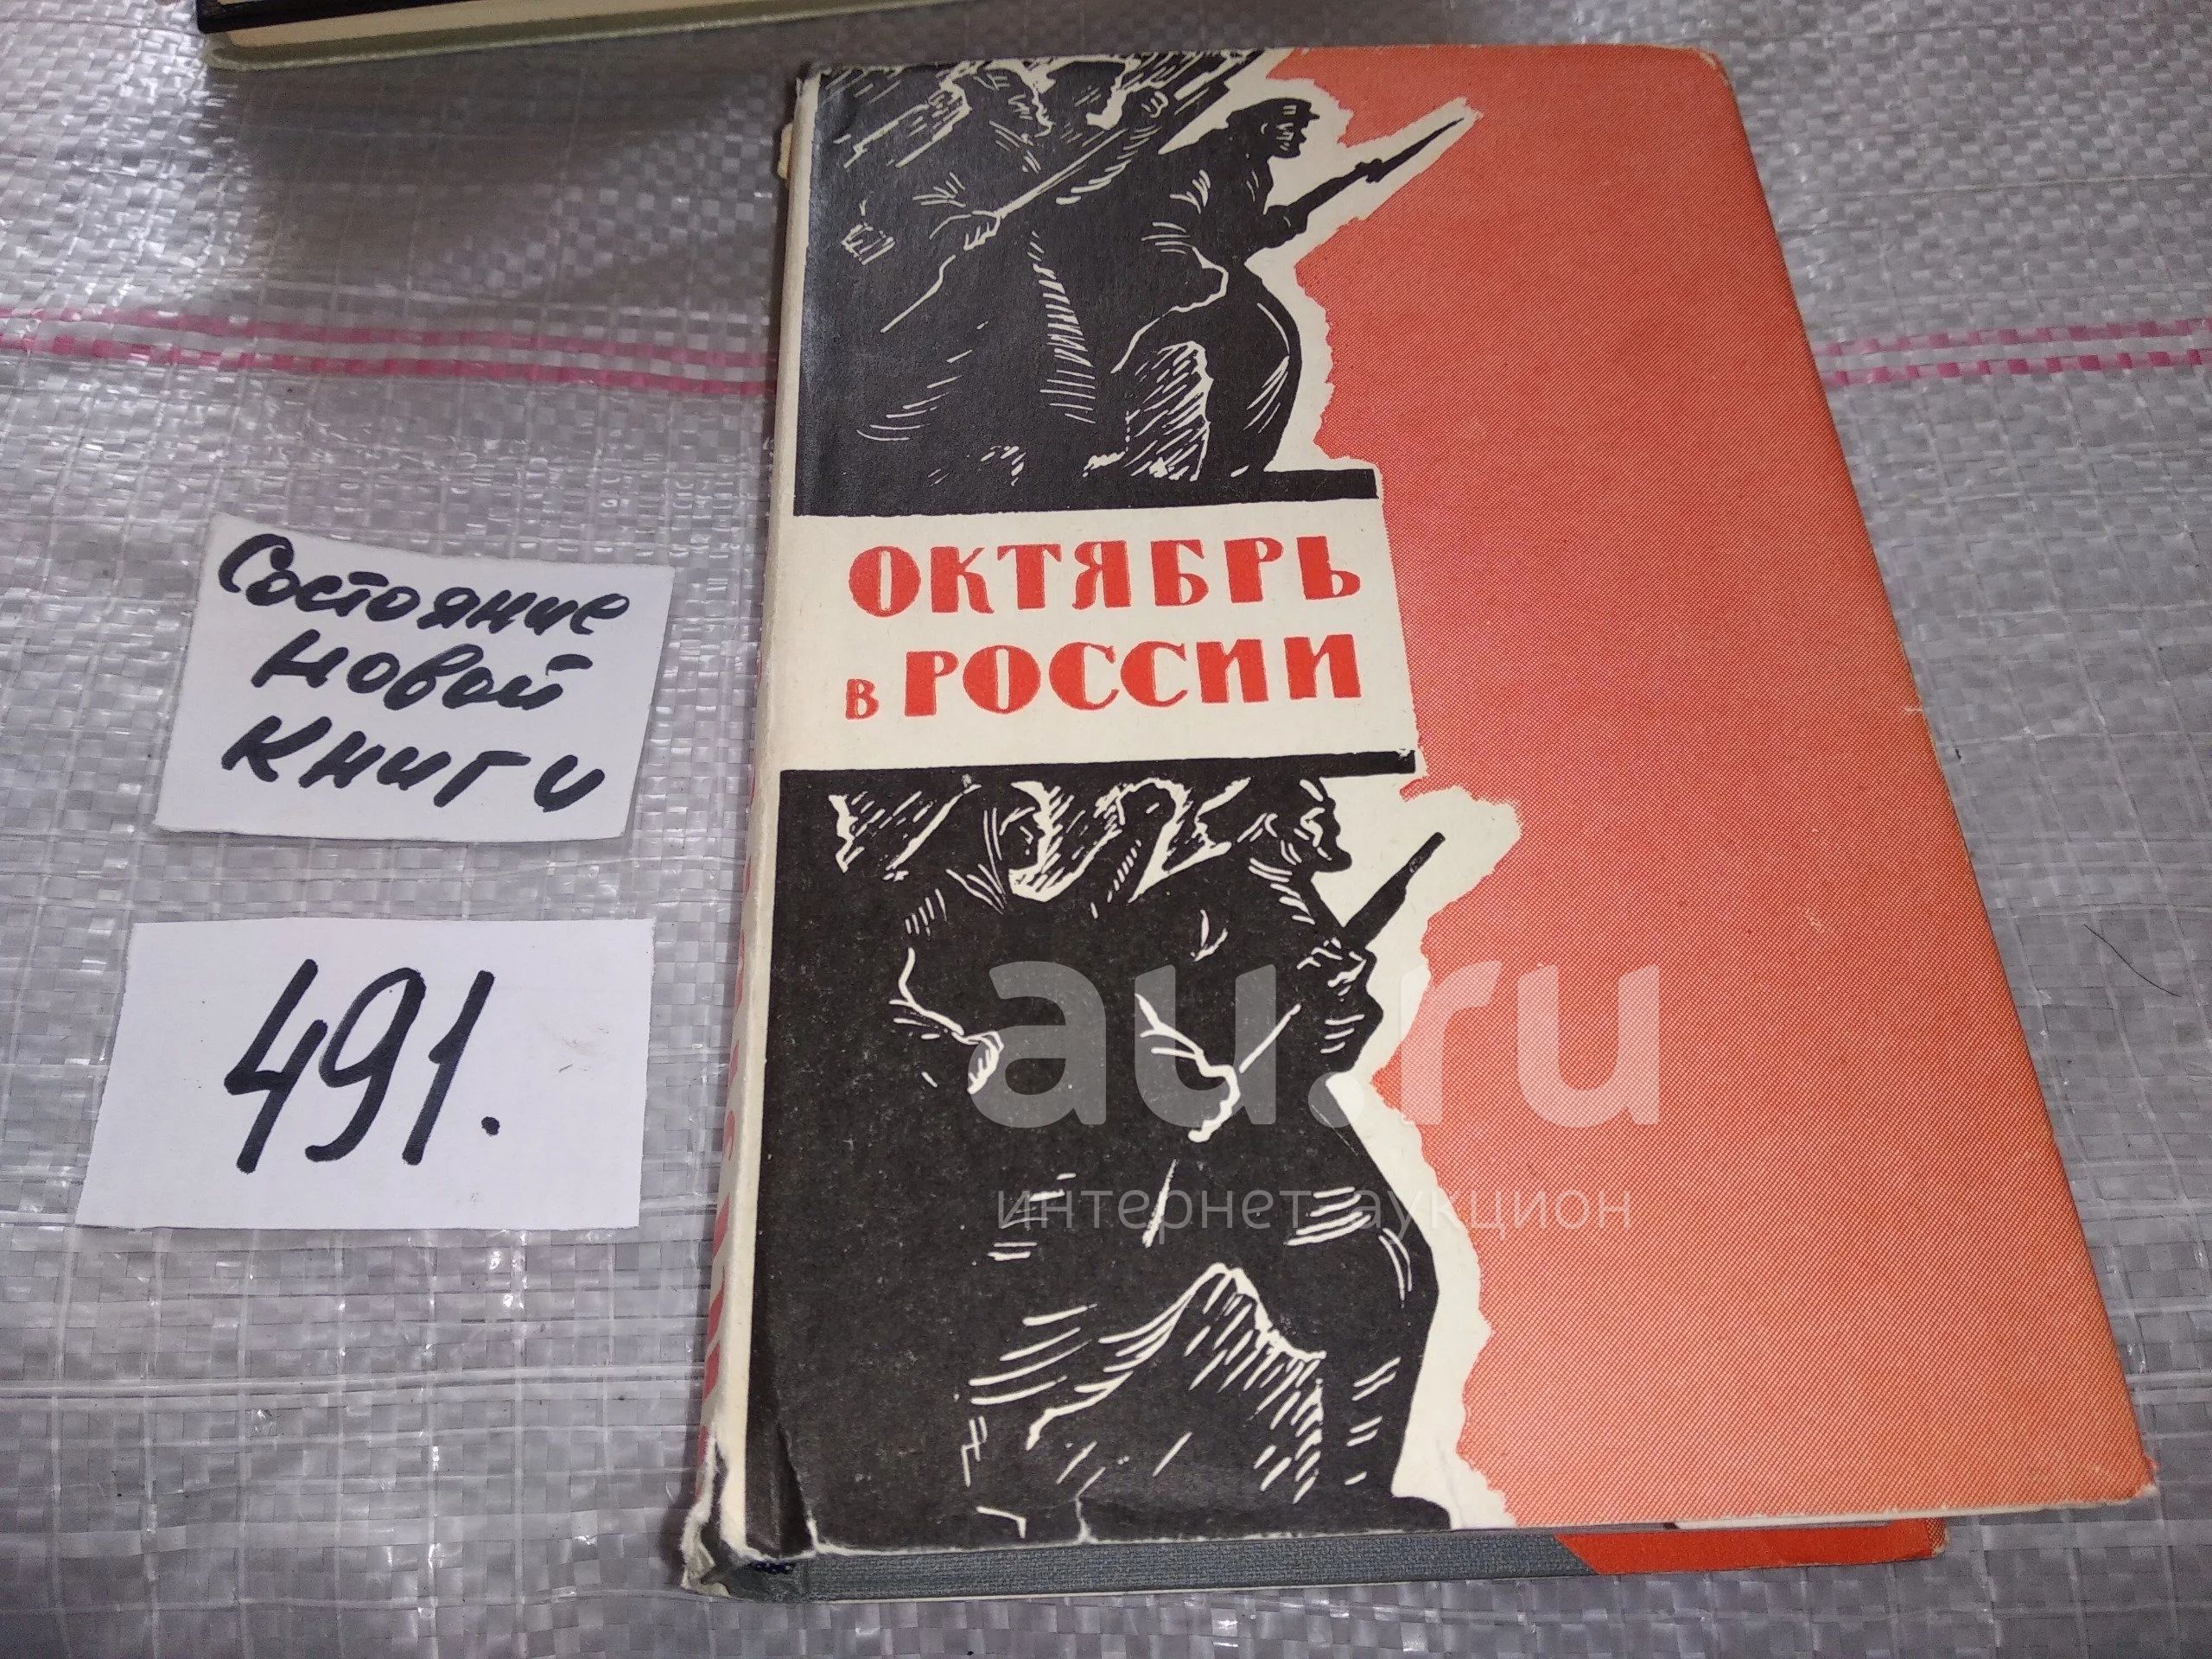 ОКТЯБРЬ
в РОССИИ
Состояние
новой
книги
491.
au.ru
интернет аукцион